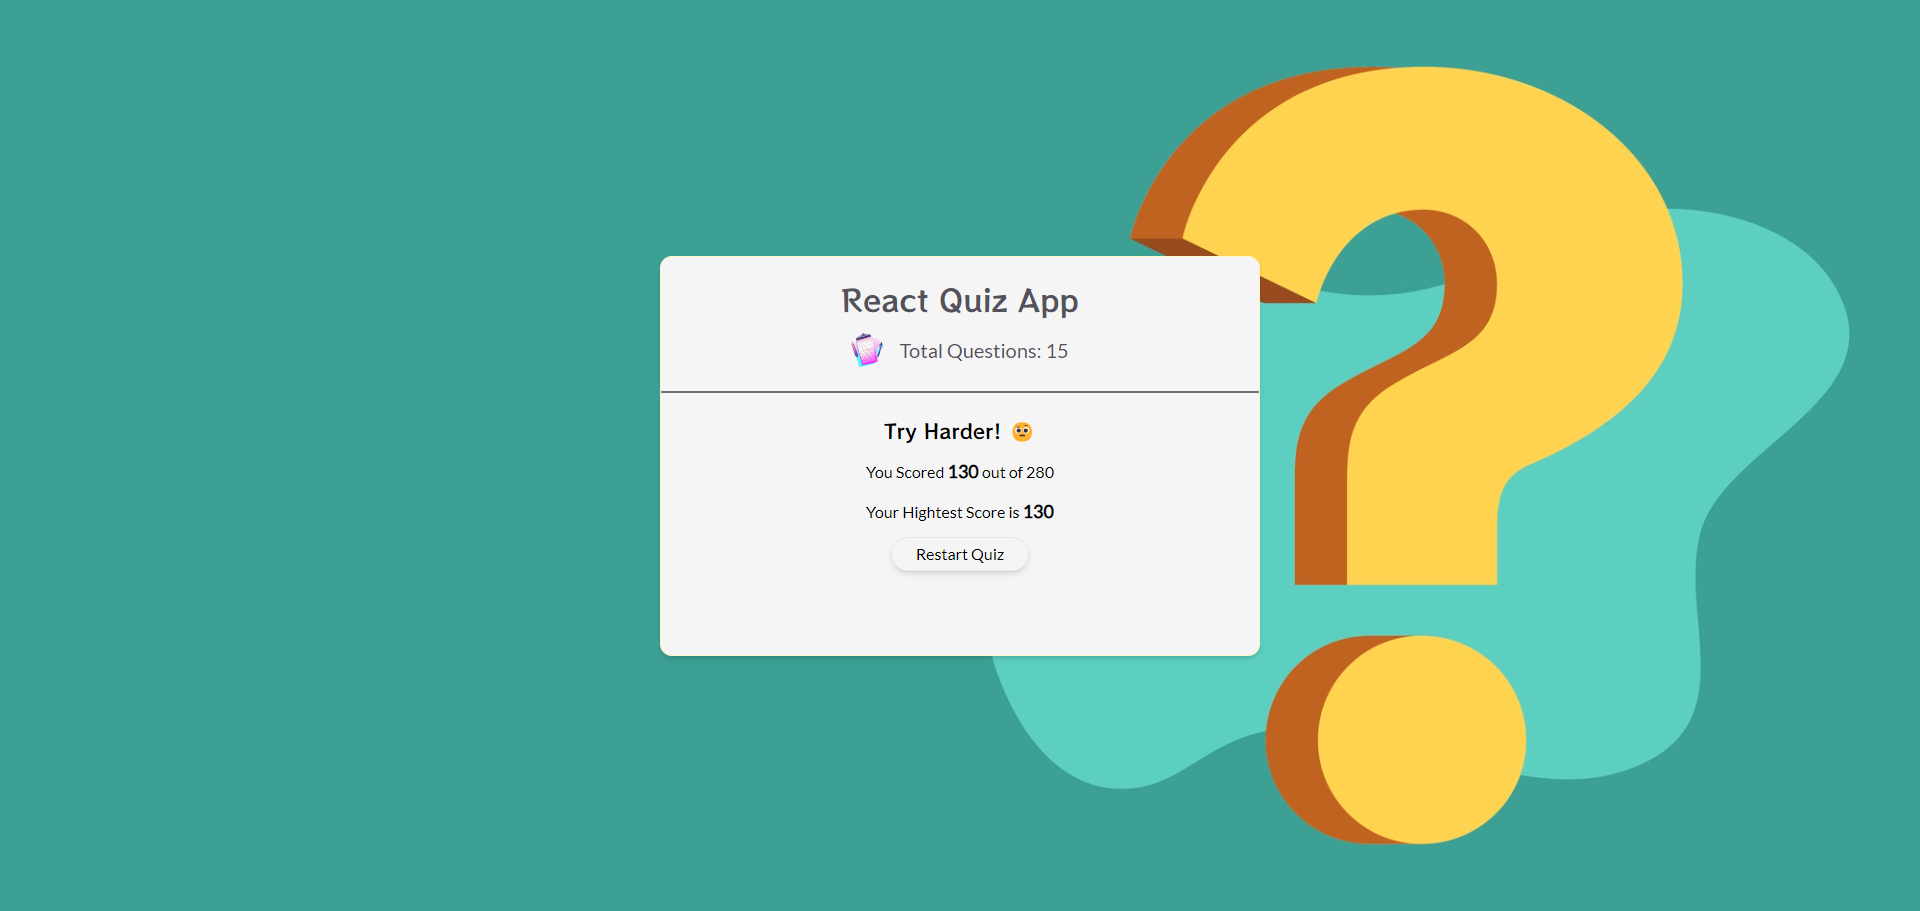 React Quiz App
Total Questions: 15
Try Harder! 🤨
You Scored 130 out of 280
Your Hightest Score is 130
Restart Quiz